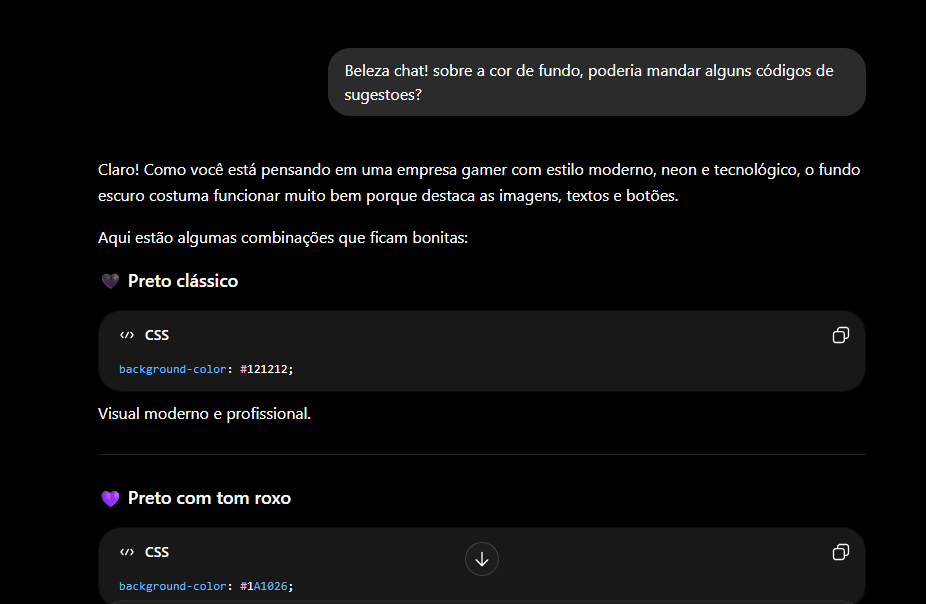 Beleza chat! sobre a cor de fundo, poderia mandar alguns códigos de
sugestoes?
Claro! Como você está pensando em uma empresa gamer com estilo moderno, neon e tecnológico, o fundo
escuro costuma funcionar muito bem porque destaca as imagens, textos e botões.
Aqui estão algumas combinações que ficam bonitas:
🖤 Preto clássico
</> CSS
background-color: #121212;
Visual moderno e profissional.
💜 Preto com tom roxo
</> CSS
background-color: #1A1026;